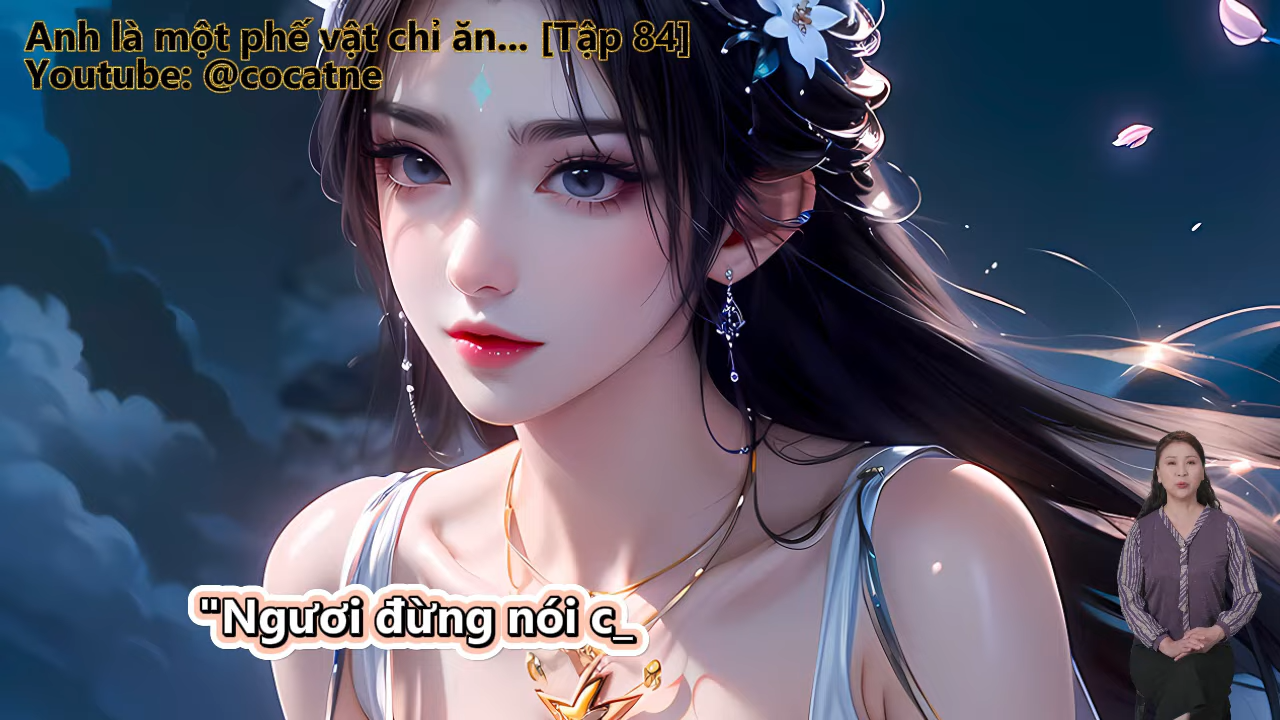 Anh là một phế vật chỉ ăn... [Tập 84]
Youtube: @cocatne
"Ngươi đừng nói c_